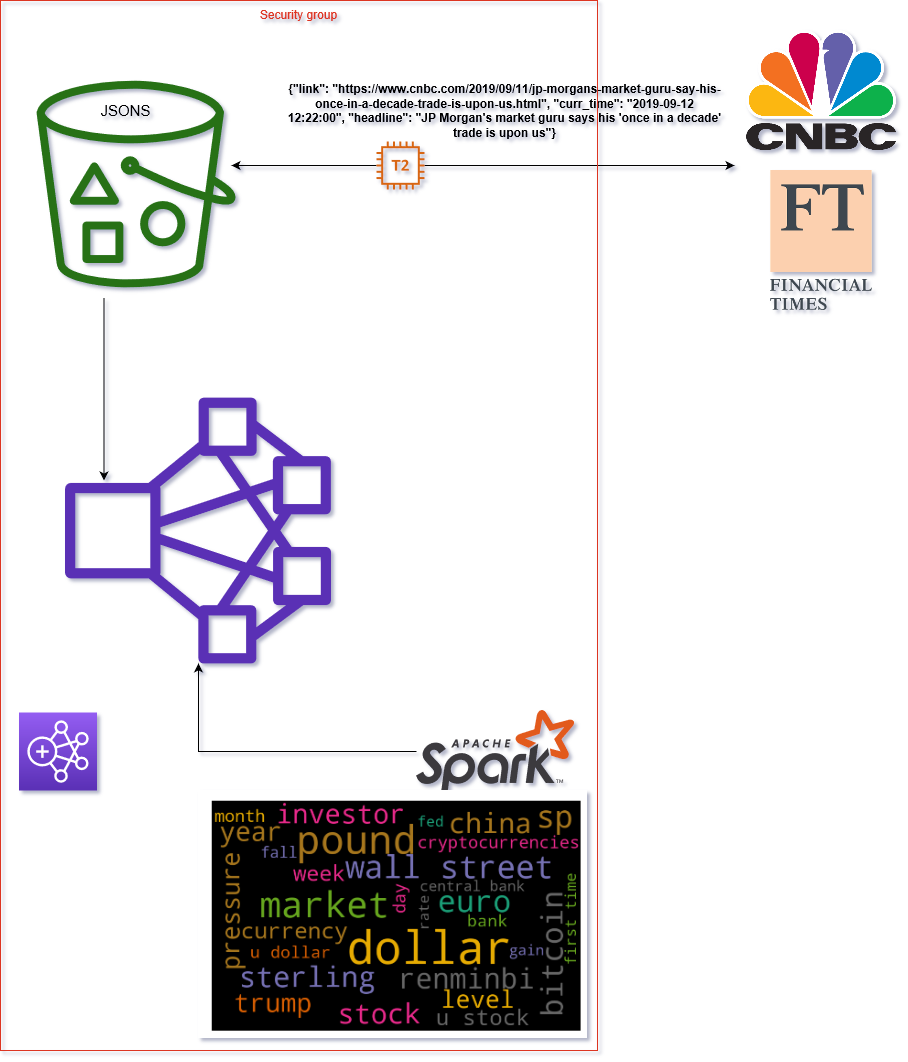 Security group
JSONS
{"link": "https://www.cnbc.com/2019/09/11/jp-morgans-market-guru-say-his-
once-in-a-decade-trade-is-upon-us.html", "curr_time": "2019-09-12
12:22:00", "headline": "JP Morgan's market guru says his 'once in a decade'
trade is upon us"}
T2
CNBC
FT
FINANCIAL
TIMES
APACHE
Spark™
month
investor
fed
china
sp
year
pound
cryptocurrencies
fall
wall street
week
pressure
market
day
central bank
rate
euro
bank
bitcoin
first time
currency
u dollar
dollar
gain
sterling
renminbi
trump
level
stock
u stock